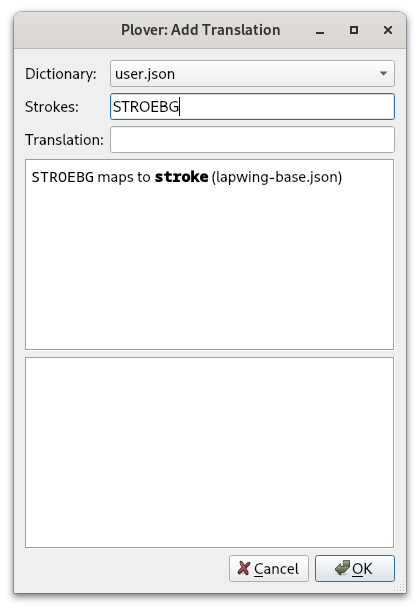 Plover: Add Translation
Dictionary: user.json
Strokes: STROEBG
Translation:
STROEBG maps to stroke (lapwing-base.json)
Cancel OK